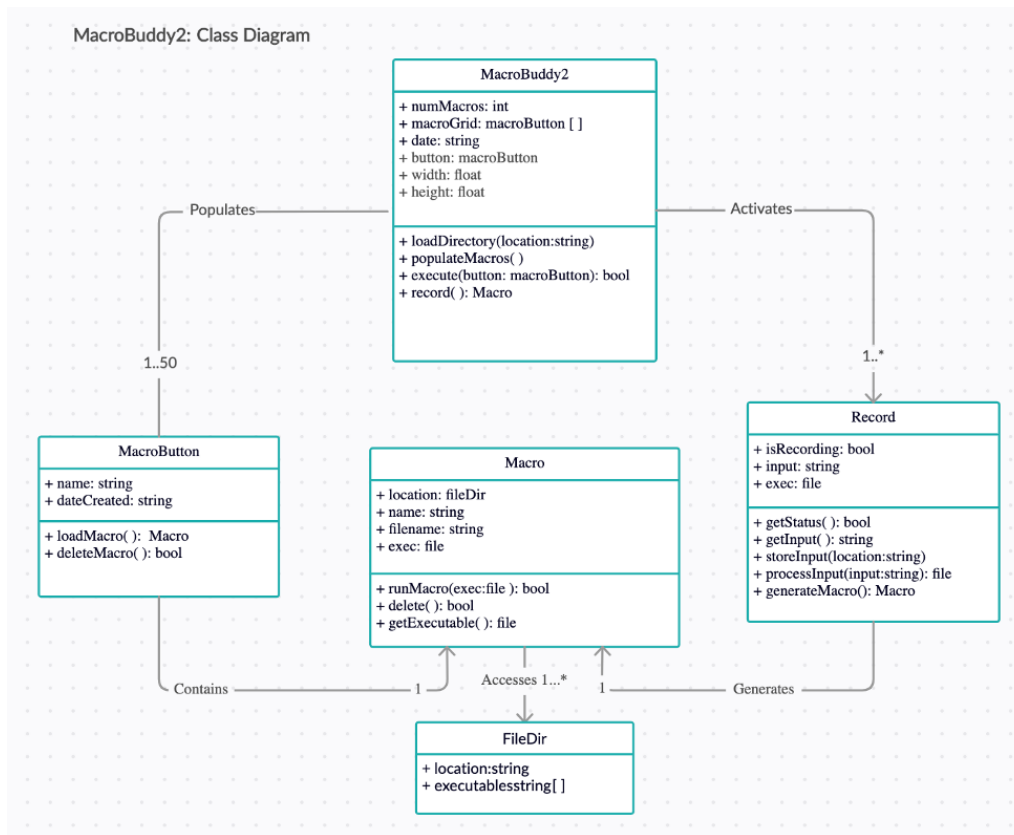 MacroBuddy2: Class Diagram
MacroBuddy2
+ numMacros: int
+ macroGrid: macroButton [ ]
+ date: string
+ button: macroButton
+ width: float
+ height: float
+ loadDirectory(location:string)
+ populateMacros( )
+ execute(button: macroButton): bool
+ record( ): Macro
Populates
Activates
1..50
1..*
MacroButton
+ name: string
+ dateCreated: string
+ loadMacro( ):  Macro
+ deleteMacro( ): bool
Macro
+ location: fileDir
+ name: string
+ filename: string
+ exec: file
+ runMacro(exec:file ): bool
+ delete( ): bool
+ getExecutable( ): file
Record
+ isRecording: bool
+ input: string
+ exec: file
+ getStatus( ): bool
+ getInput( ): string
+ storeInput(location:string)
+ processInput(input:string): file
+ generateMacro(): Macro
Contains
1
Accesses 1...*
1
Generates
FileDir
+ location:string
+ executablesstring[ ]